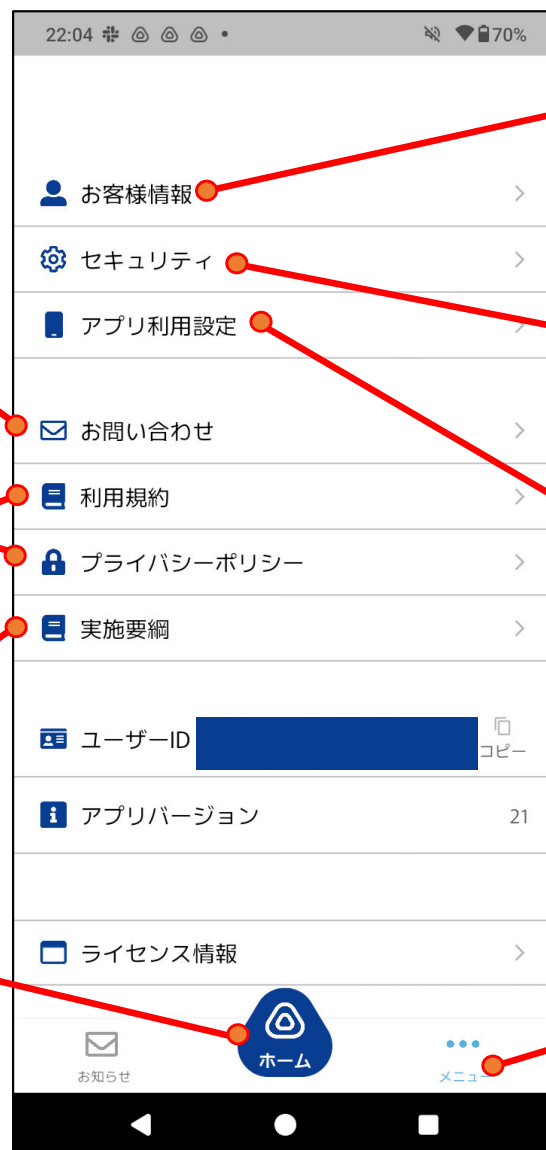 22:04
70%
お客様情報
セキュリティ
アプリ利用設定
お問い合わせ
利用規約
プライバシーポリシー
実施要綱
ユーザーID
コピー
アプリバージョン 21
ライセンス情報
お知らせ
ホーム
メニュー